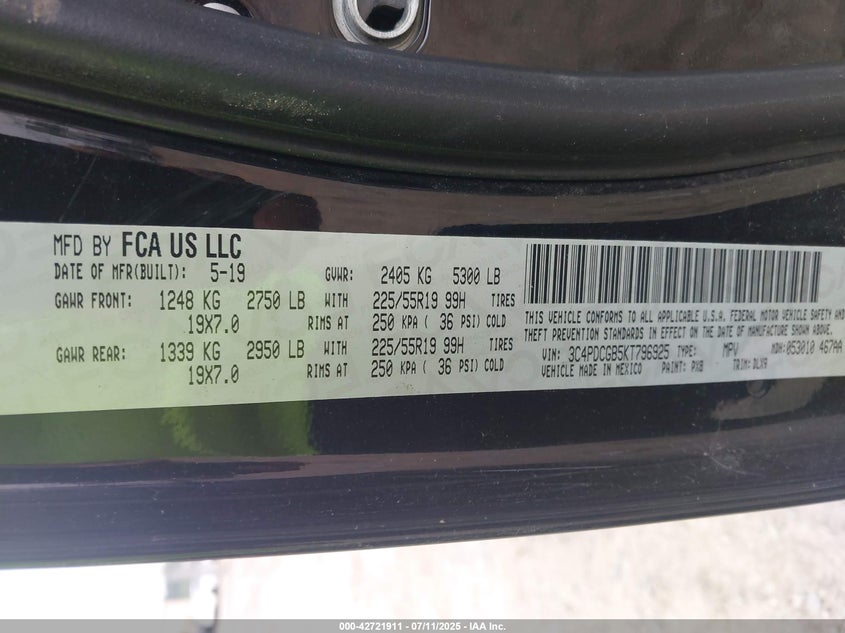 MFD BY FCA US LLC
DATE OF MFR(BUILT): 5-19 GVWR: 2405 KG 5300 LB
GAWR FRONT: 1248 KG 2750 LB WITH 225/55R19 99H TIRES
19X7.0 RIMS AT 250 KPA ( 36 PSI) COLD
GAWR REAR: 1339 KG 2950 LB WITH 225/55R19 99H TIRES
19X7.0 RIMS AT 250 KPA ( 36 PSI) COLD
THIS VEHICLE CONFORMS TO ALL APPLICABLE U.S.A. FEDERAL MOTOR VEHICLE SAFETY AND
THEFT PREVENTION STANDARDS IN EFFECT ON THE DATE OF MANUFACTURE SHOWN ABOVE.
VIN: 3C4PDCGB5KT796925 TYPE: MPV MDH: 053010 467AA
VEHICLE MADE IN MEXICO PAINT: PX8 TRIM: DLX9
000-42721911 - 07/11/2025 - IAA Inc.